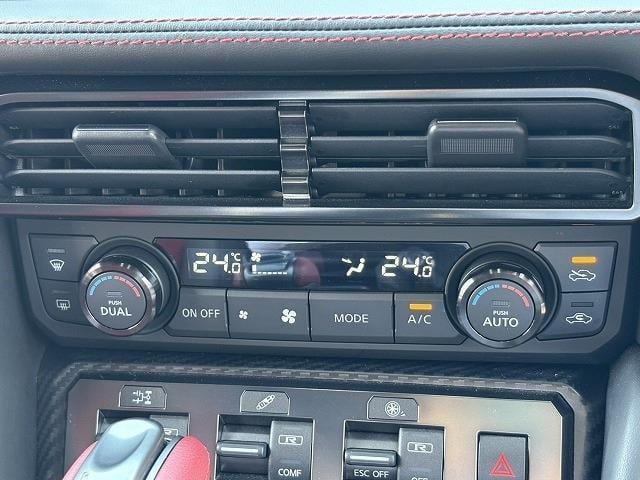 24.0°C
24.0°C
PUSH
DUAL
ON OFF
MODE
A/C
PUSH
AUTO
R
COMF
ESC OFF
R